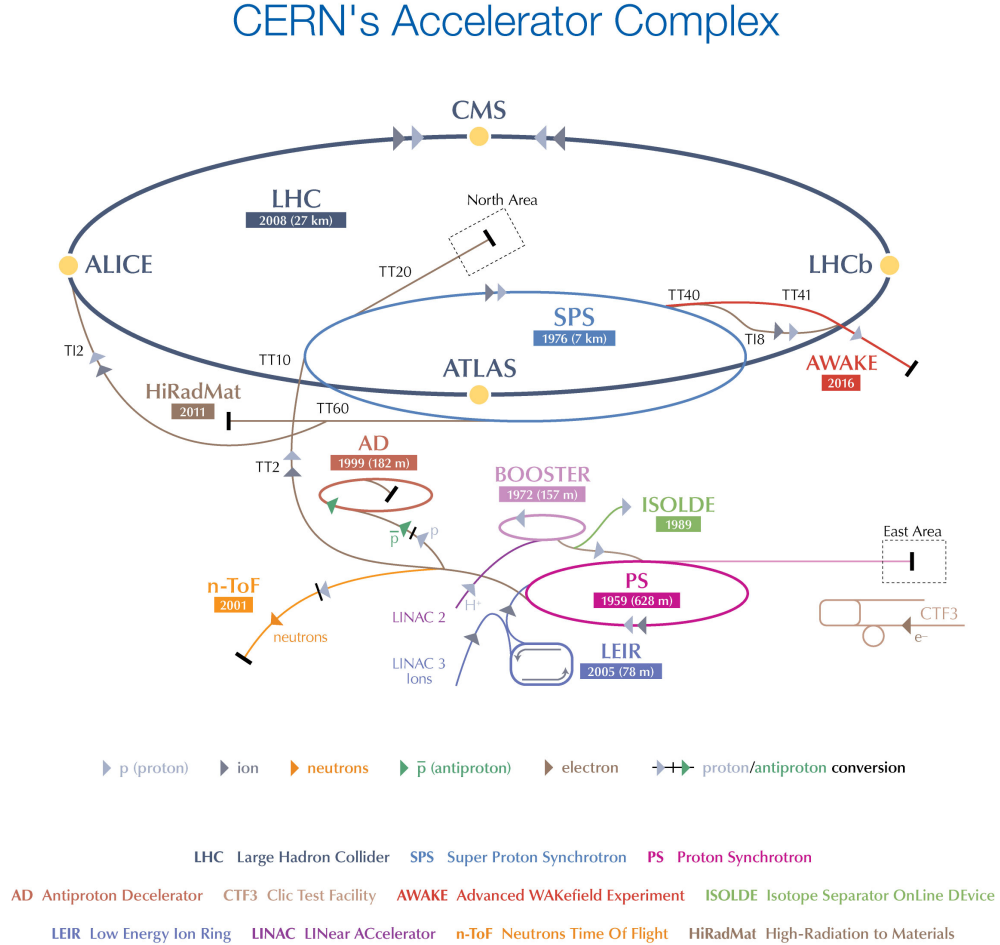 CERN's Accelerator Complex
CMS
LHC
2008 (27 km)
North Area
ALICE
LHCb
TT20
TT40
TT41
SPS
1976 (7 km)
TI8
TI2
TT10
ATLAS
AWAKE
2016
HiRadMat
2011
TT60
TT2
AD
1999 (182 m)
BOOSTER
1972 (157 m)
ISOLDE
1989
p
p̅
East Area
n-ToF
2001
neutrons
PS
1959 (628 m)
H⁺
LINAC 2
CTF3
e⁻
LINAC 3
Ions
LEIR
2005 (78 m)
p (proton) ion neutrons p̅ (antiproton) electron proton/antiproton conversion
LHC Large Hadron Collider SPS Super Proton Synchrotron PS Proton Synchrotron
AD Antiproton Decelerator CTF3 Clic Test Facility AWAKE Advanced WAKefield Experiment ISOLDE Isotope Separator OnLine DEvice
LEIR Low Energy Ion Ring LINAC LINear ACcelerator n-ToF Neutrons Time Of Flight HiRadMat High-Radiation to Materials